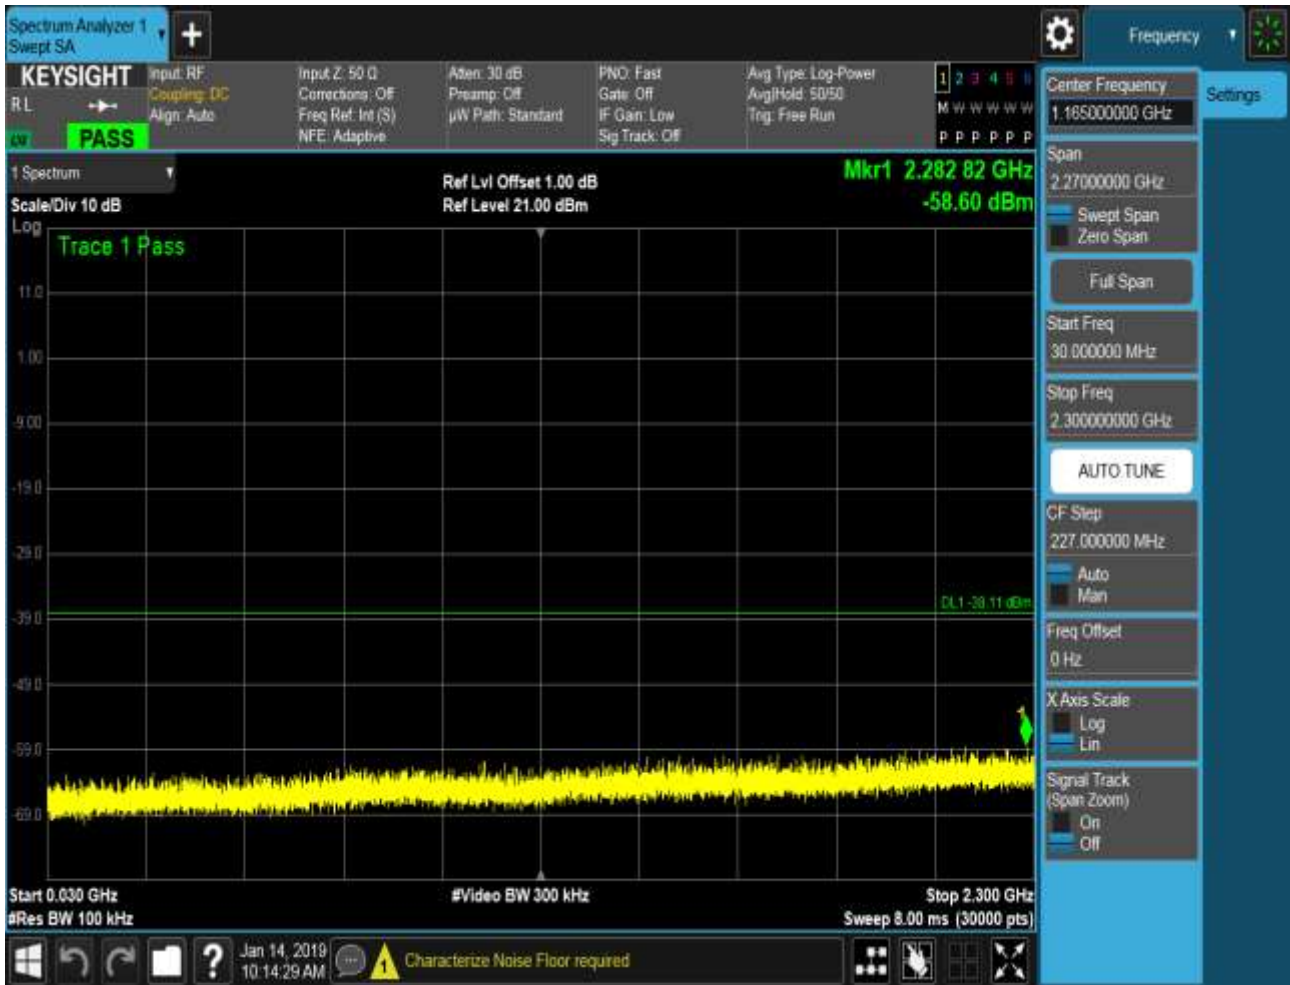 Spectrum Analyzer 1
Swept SA
+
Frequency
KEYSIGHT
Input: RF
Coupling: DC
Align: Auto
Input Z: 50 Ω
Corrections: Off
Freq Ref: Int (S)
NFE: Adaptive
Atten: 30 dB
Preamp: Off
µW Path: Standard
PNO: Fast
Gate: Off
IF Gain: Low
Sig Track: Off
Avg Type: Log-Power
Avg|Hold: 50/50
Trig: Free Run
1 2 3 4 5 6
M W W W W W
P P P P P P
R L
PASS
Center Frequency
1.165000000 GHz
Settings
1 Spectrum
Scale/Div 10 dB
Log
Ref Lvl Offset 1.00 dB
Ref Level 21.00 dBm
Mkr1 2.282 82 GHz
-58.60 dBm
Trace 1 Pass
11.0
1.00
-9.00
-19.0
-29.0
-39.0
-49.0
-59.0
-69.0
DL1 -38.11 dBm
1
Start 0.030 GHz
#Res BW 100 kHz
#Video BW 300 kHz
Stop 2.300 GHz
Sweep 8.00 ms (30000 pts)
Span
2.27000000 GHz
Swept Span
Zero Span
Full Span
Start Freq
30.000000 MHz
Stop Freq
2.300000000 GHz
AUTO TUNE
CF Step
227.000000 MHz
Auto
Man
Freq Offset
0 Hz
X Axis Scale
Log
Lin
Signal Track
(Span Zoom)
On
Off
?
Jan 14, 2019
10:14:29 AM
1
Characterize Noise Floor required